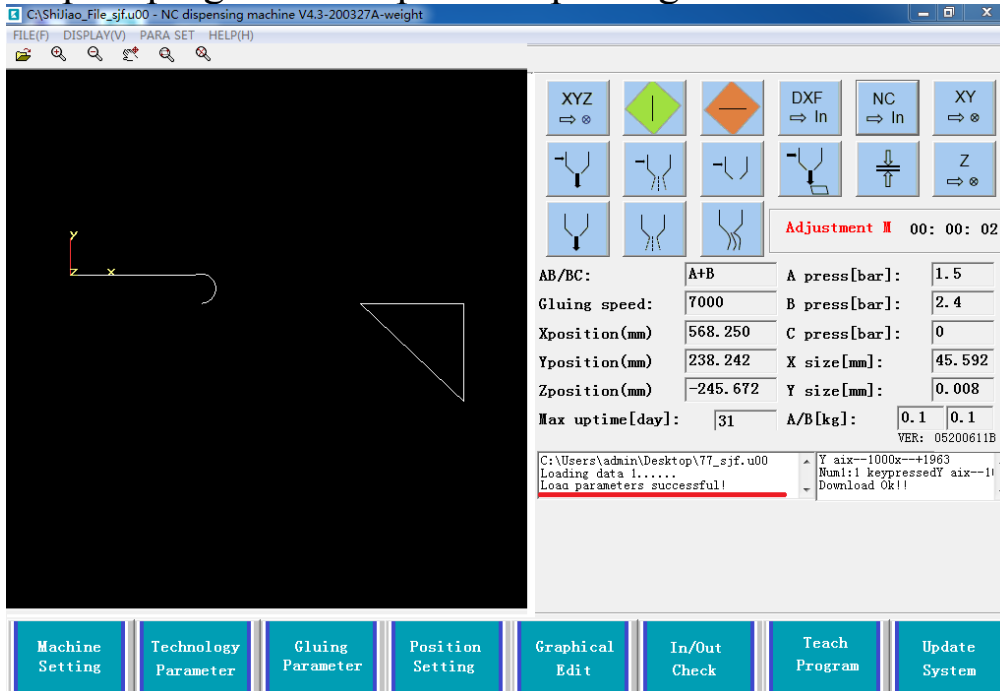 C:\ShiJiao_File_sjf.u00 - NC dispensing machine V4.3-200327A-weight
FILE(F) DISPLAY(V) PARA SET HELP(H)
XYZ
DXF
In
NC
In
XY
Z
Adjustment M 00: 00: 02
AB/BC: A+B A press[bar]: 1.5
Gluing speed: 7000 B press[bar]: 2.4
Xposition(mm) 568.250 C press[bar]: 0
Yposition(mm) 238.242 X size[mm]: 45.592
Zposition(mm) -245.672 Y size[mm]: 0.008
Max uptime[day]: 31 A/B[kg]: 0.1 0.1
VER: 05200611B
C:\Users\admin\Desktop\77_sjf.u00
Loading data 1......
Load parameters successful!
Y aix--1000x--+1963
Num1:1 keypressedY aix--1
Download Ok!!
Y
Z X
Machine Setting
Technology Parameter
Gluing Parameter
Position Setting
Graphical Edit
In/Out Check
Teach Program
Update System